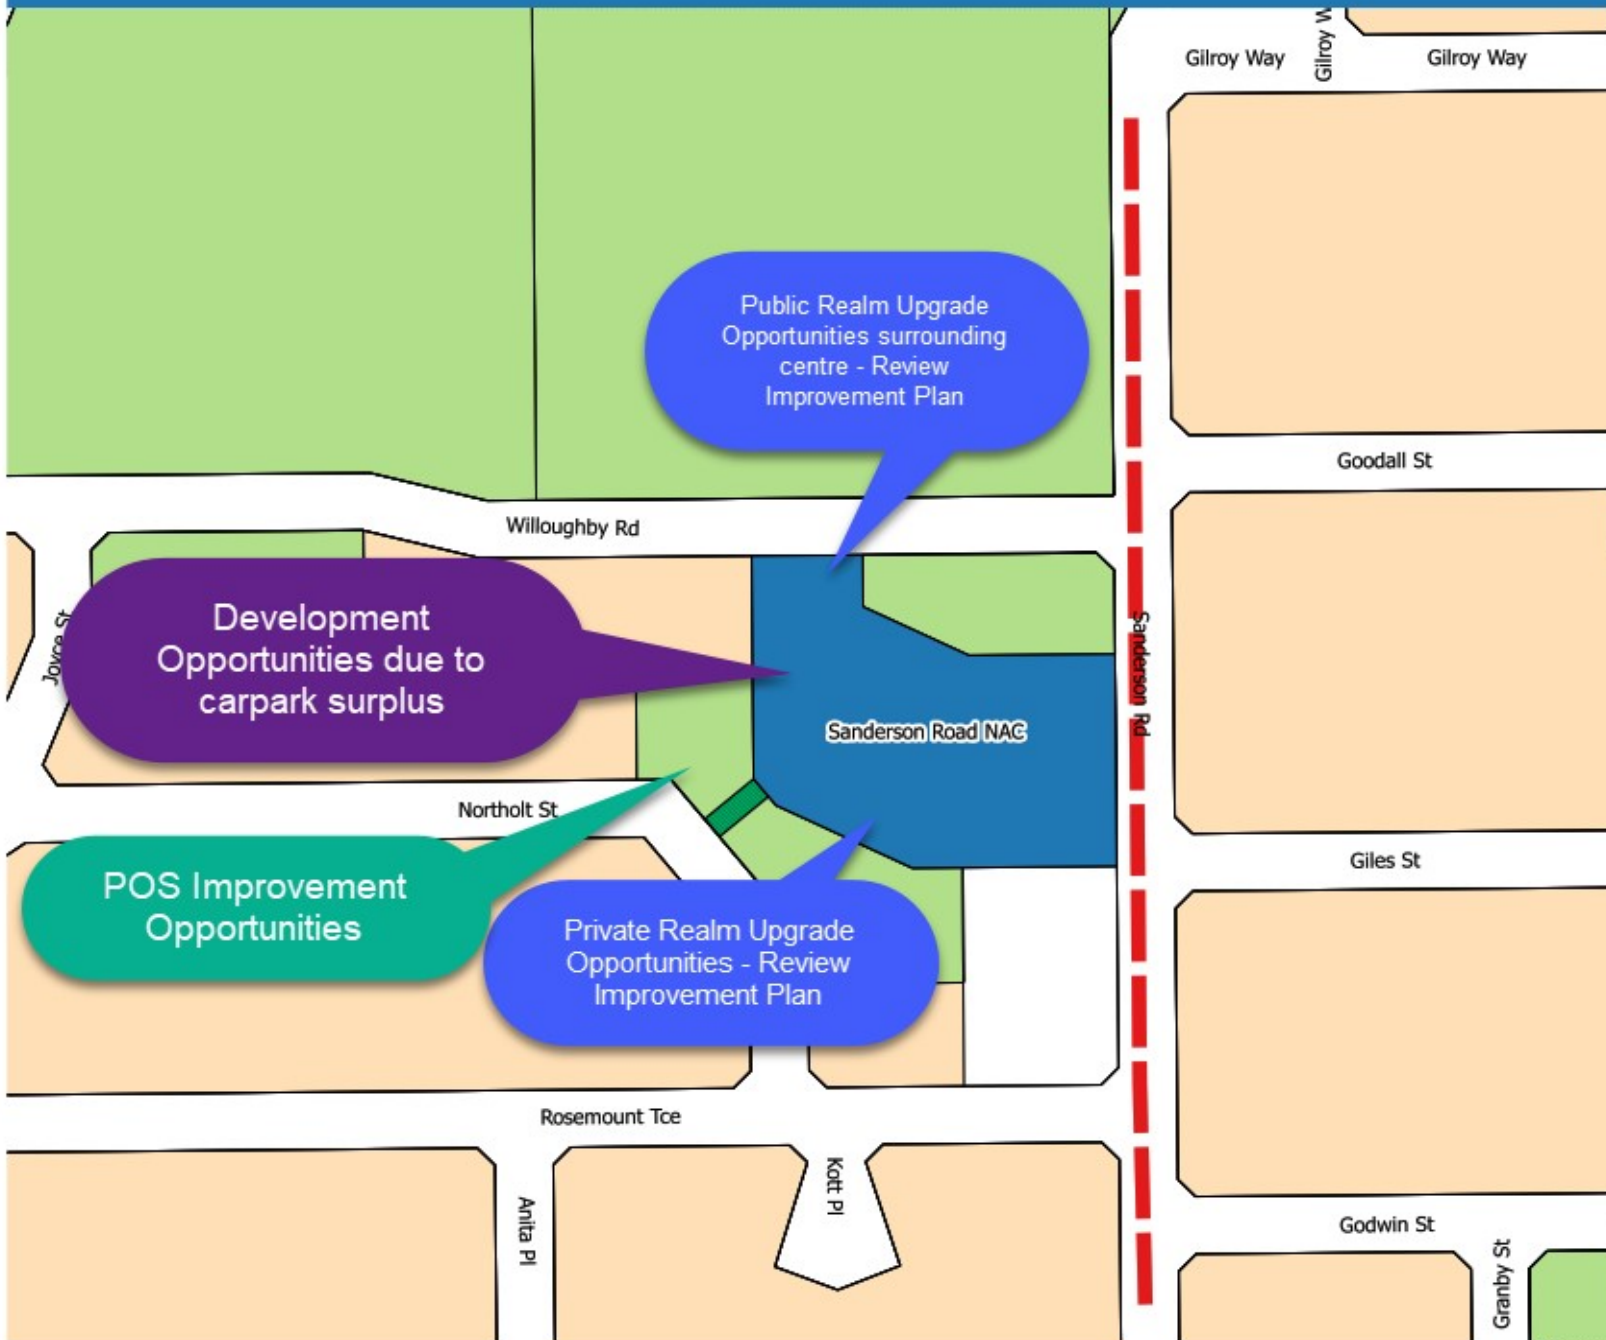 Gilroy Way
Gilroy W
Gilroy Way
Public Realm Upgrade
Opportunities surrounding
centre - Review
Improvement Plan
Goodall St
Willoughby Rd
Development
Opportunities due to
carpark surplus
Joyce St
Sanderson Rd
Sanderson Road NAC
Northolt St
Giles St
POS Improvement
Opportunities
Private Realm Upgrade
Opportunities - Review
Improvement Plan
Rosemount Tce
Kott Pl
Anita Pl
Godwin St
Granby St